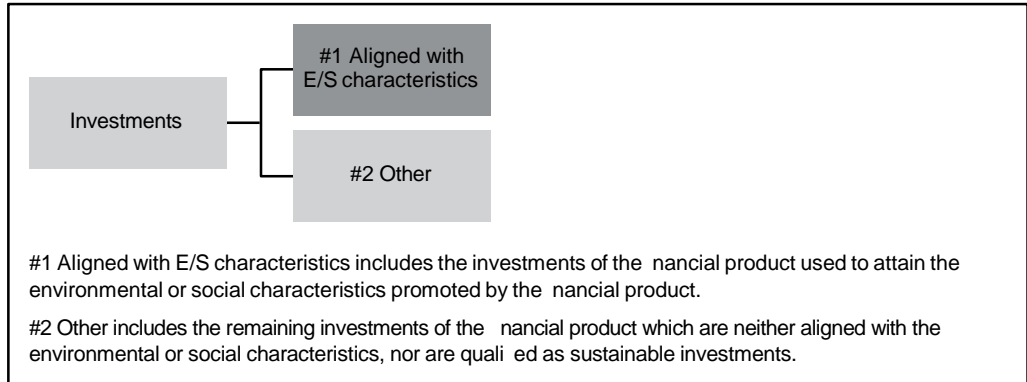 #1 Aligned with
E/S characteristics
Investments
#2 Other
#1 Aligned with E/S characteristics includes the investments of the nancial product used to attain the
environmental or social characteristics promoted by the nancial product.
#2 Other includes the remaining investments of the nancial product which are neither aligned with the
environmental or social characteristics, nor are quali ed as sustainable investments.